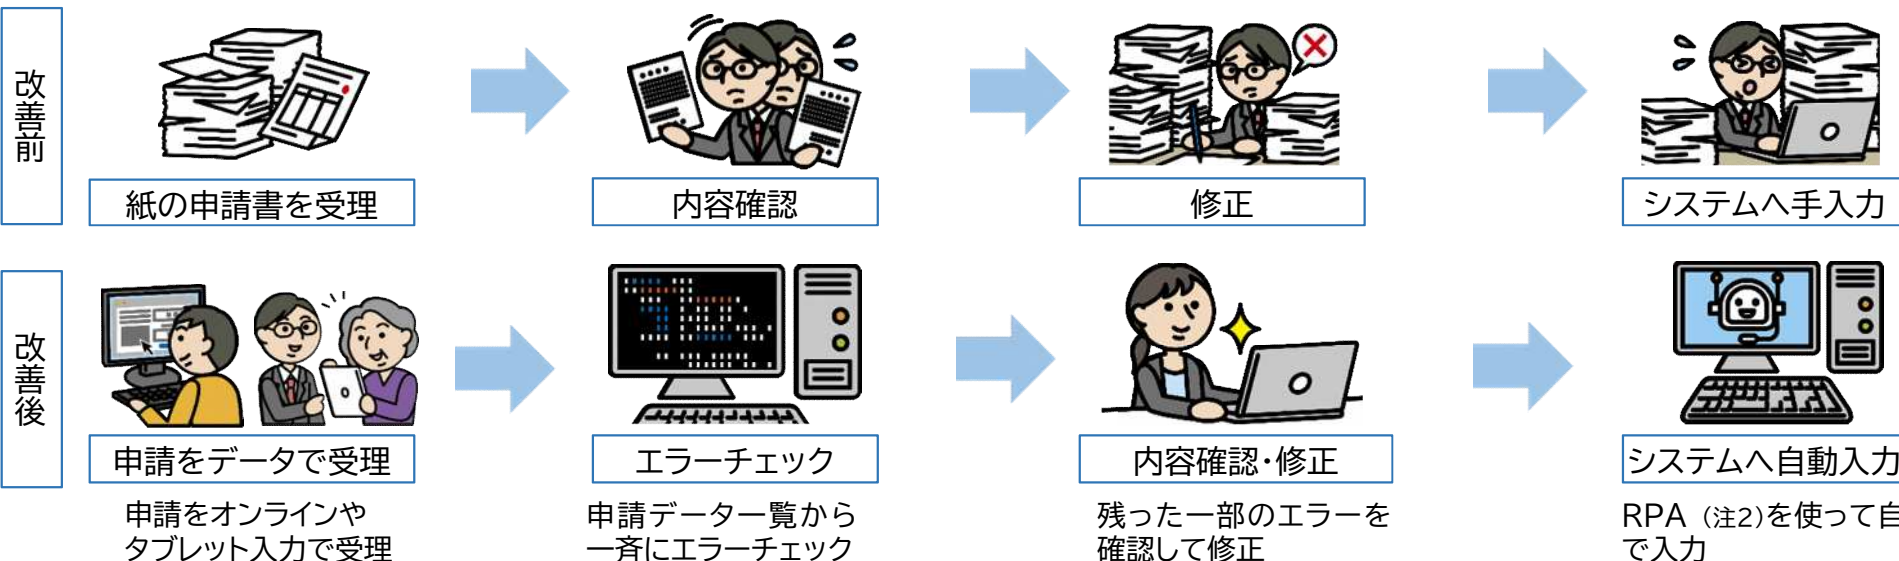 改善前
紙の申請書を受理
内容確認
修正
システムへ手入力
改善後
申請をデータで受理
エラーチェック
内容確認・修正
システムへ自動入力
申請をオンラインや
タブレット入力で受理
申請データ一覧から
一斉にエラーチェック
残った一部のエラーを
確認して修正
RPA（注2）を使って自
で入力